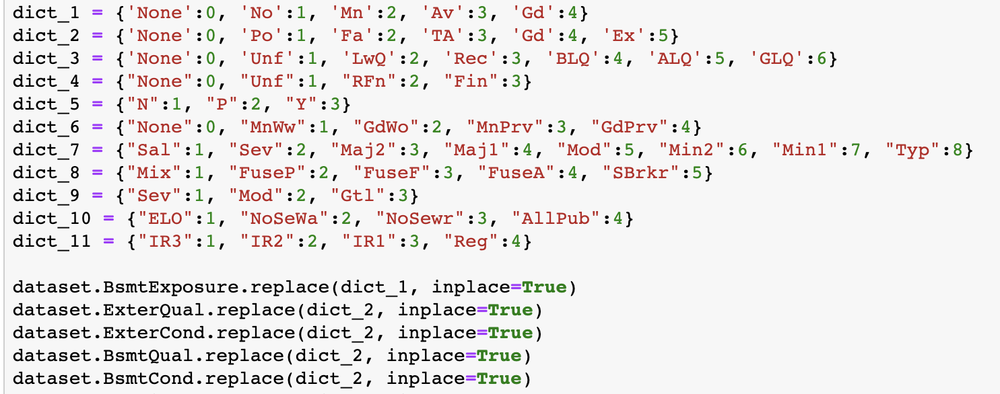 dict_1 = {'None':0, 'No':1, 'Mn':2, 'Av':3, 'Gd':4}
dict_2 = {'None':0, 'Po':1, 'Fa':2, 'TA':3, 'Gd':4, 'Ex':5}
dict_3 = {'None':0, 'Unf':1, 'LwQ':2, 'Rec':3, 'BLQ':4, 'ALQ':5, 'GLQ':6}
dict_4 = {"None":0, "Unf":1, "RFn":2, "Fin":3}
dict_5 = {"N":1, "P":2, "Y":3}
dict_6 = {"None":0, "MnWw":1, "GdWo":2, "MnPrv":3, "GdPrv":4}
dict_7 = {"Sal":1, "Sev":2, "Maj2":3, "Maj1":4, "Mod":5, "Min2":6, "Min1":7, "Typ":8}
dict_8 = {"Mix":1, "FuseP":2, "FuseF":3, "FuseA":4, "SBrkr":5}
dict_9 = {"Sev":1, "Mod":2, "Gtl":3}
dict_10 = {"ELO":1, "NoSeWa":2, "NoSewr":3, "AllPub":4}
dict_11 = {"IR3":1, "IR2":2, "IR1":3, "Reg":4}
dataset.BsmtExposure.replace(dict_1, inplace=True)
dataset.ExterQual.replace(dict_2, inplace=True)
dataset.ExterCond.replace(dict_2, inplace=True)
dataset.BsmtQual.replace(dict_2, inplace=True)
dataset.BsmtCond.replace(dict_2, inplace=True)